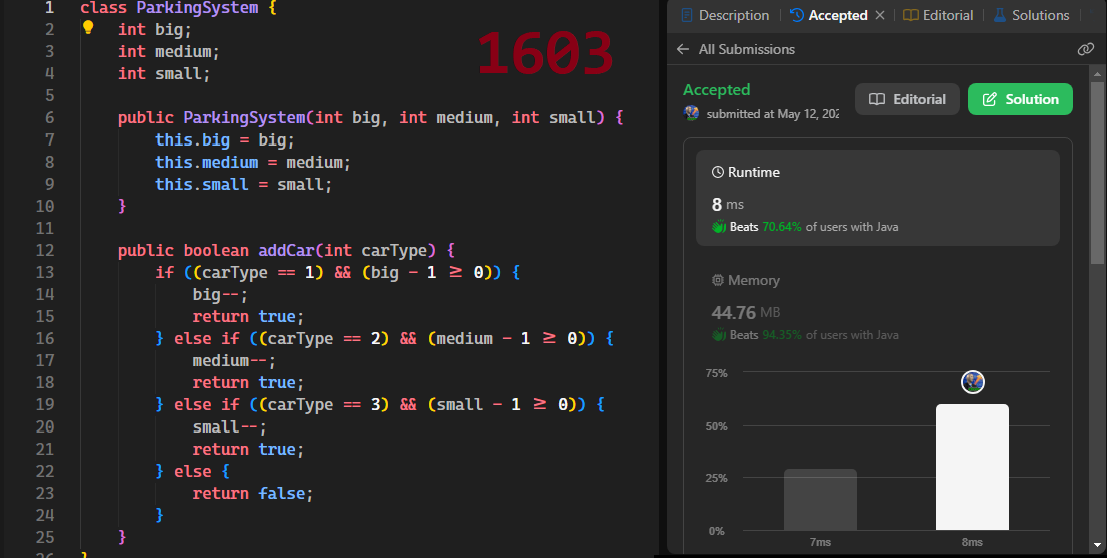 1 class ParkingSystem {
2 int big;
3 int medium;
4 int small;
5
6 public ParkingSystem(int big, int medium, int small) {
7 this.big = big;
8 this.medium = medium;
9 this.small = small;
10 }
11
12 public boolean addCar(int carType) {
13 if ((carType == 1) && (big - 1 ≥ 0)) {
14 big--;
15 return true;
16 } else if ((carType == 2) && (medium - 1 ≥ 0)) {
17 medium--;
18 return true;
19 } else if ((carType == 3) && (small - 1 ≥ 0)) {
20 small--;
21 return true;
22 } else {
23 return false;
24 }
25 }
26 }
1603
Description
Accepted
Editorial
Solutions
All Submissions
Accepted
submitted at May 12, 202
Editorial
Solution
Runtime
8 ms
Beats 70.64% of users with Java
Memory
44.76 MB
Beats 94.35% of users with Java
75%
50%
25%
0%
7ms
8ms